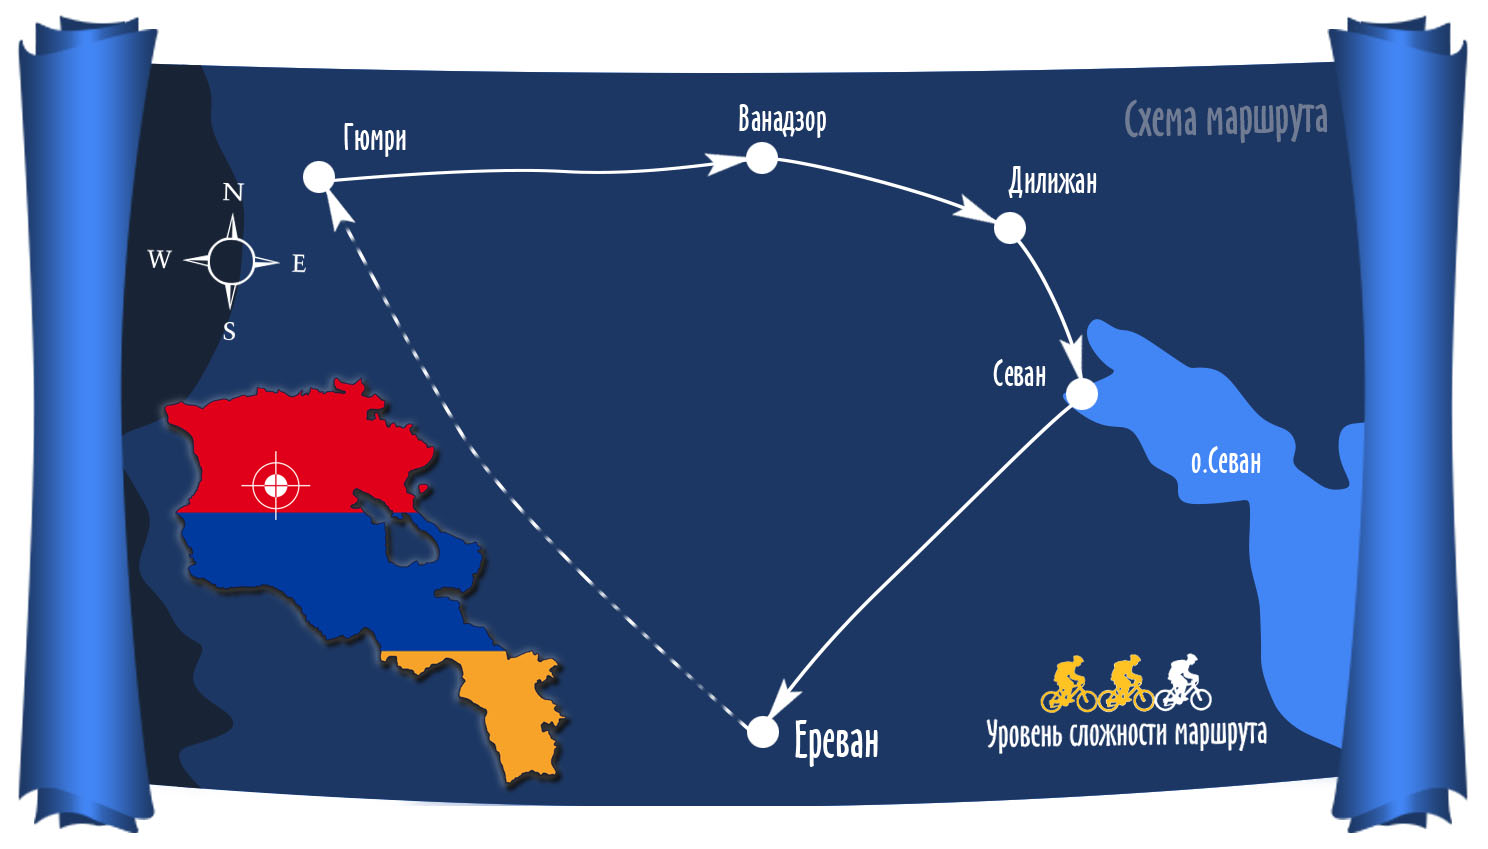 Гюмри
Ванадзор
Схема маршрута
Дилижан
N
W
E
S
Севан
о.Севан
Ереван
Уровень сложности маршрута